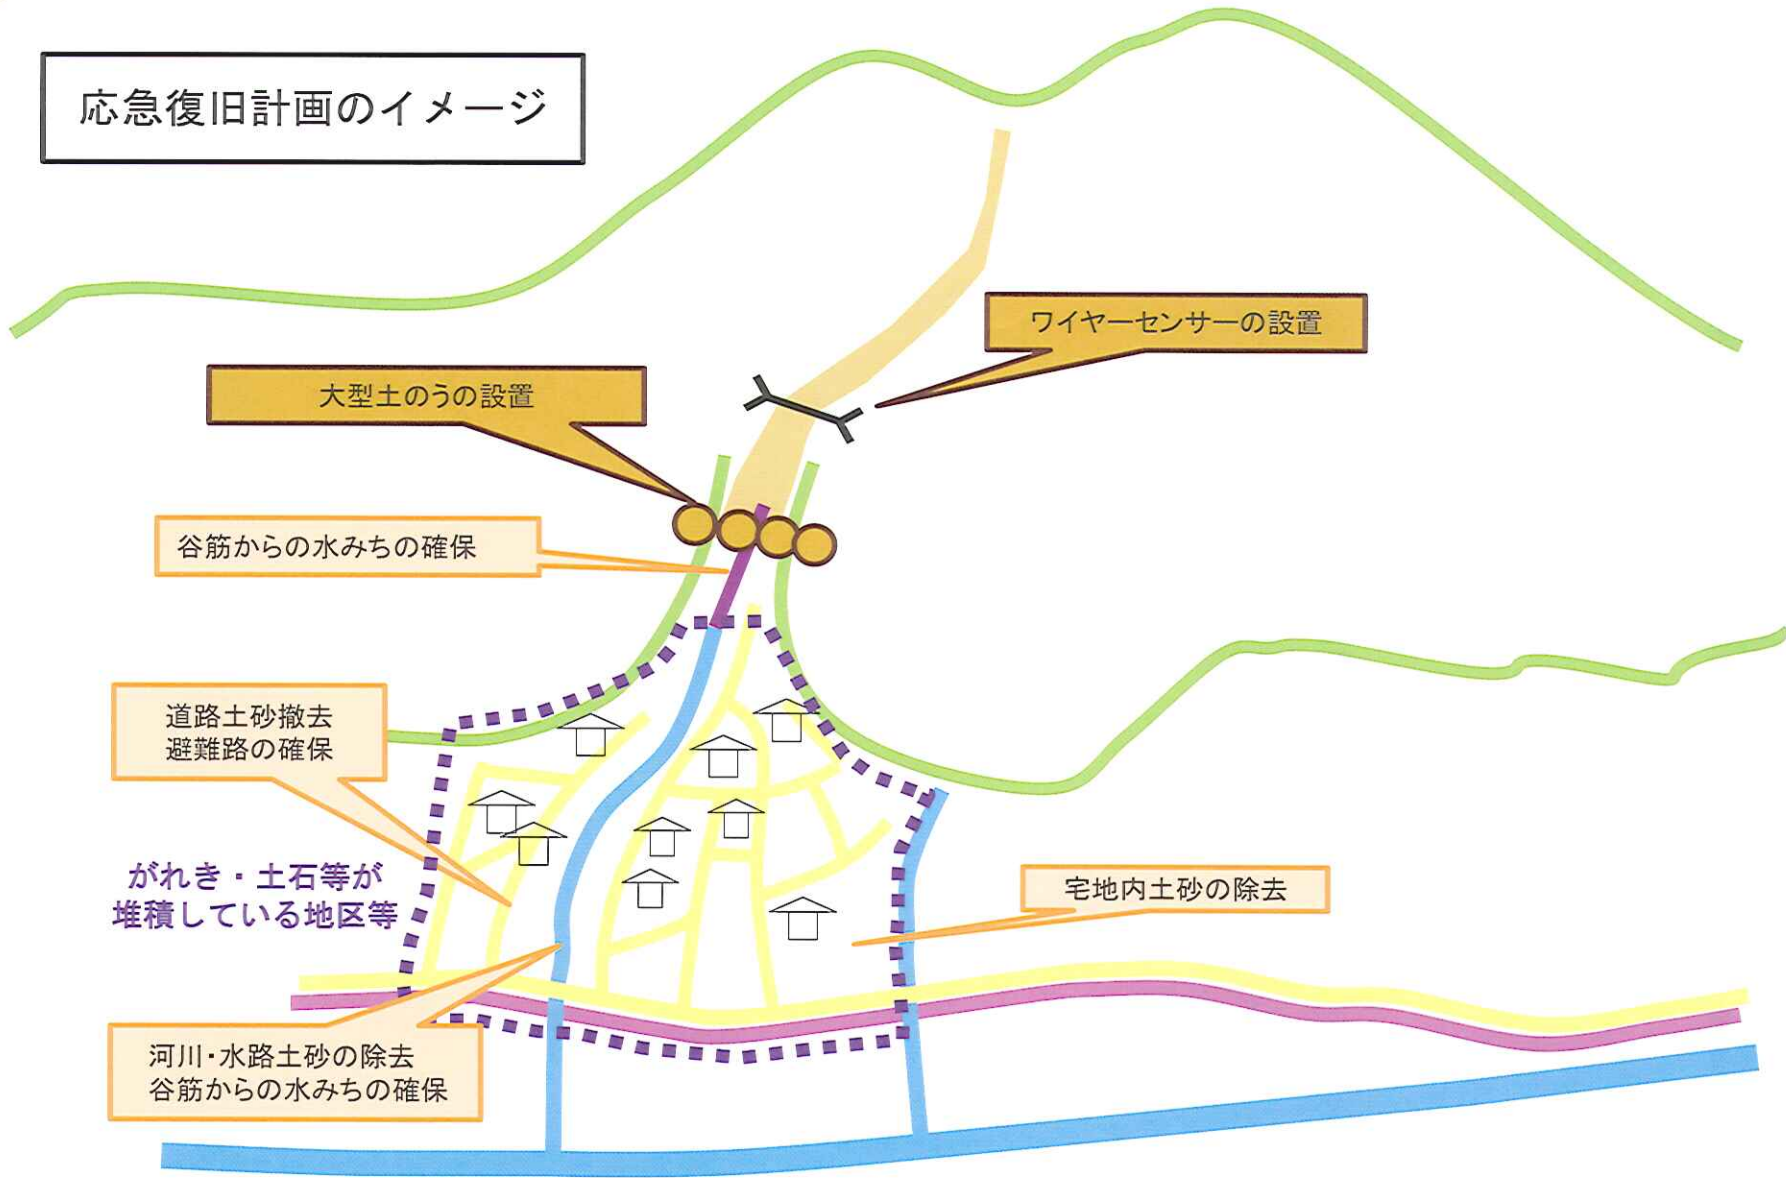 応急復旧計画のイメージ
ワイヤーセンサーの設置
大型土のうの設置
谷筋からの水みちの確保
道路土砂撤去
避難路の確保
がれき・土石等が
堆積している地区等
宅地内土砂の除去
河川・水路土砂の除去
谷筋からの水みちの確保